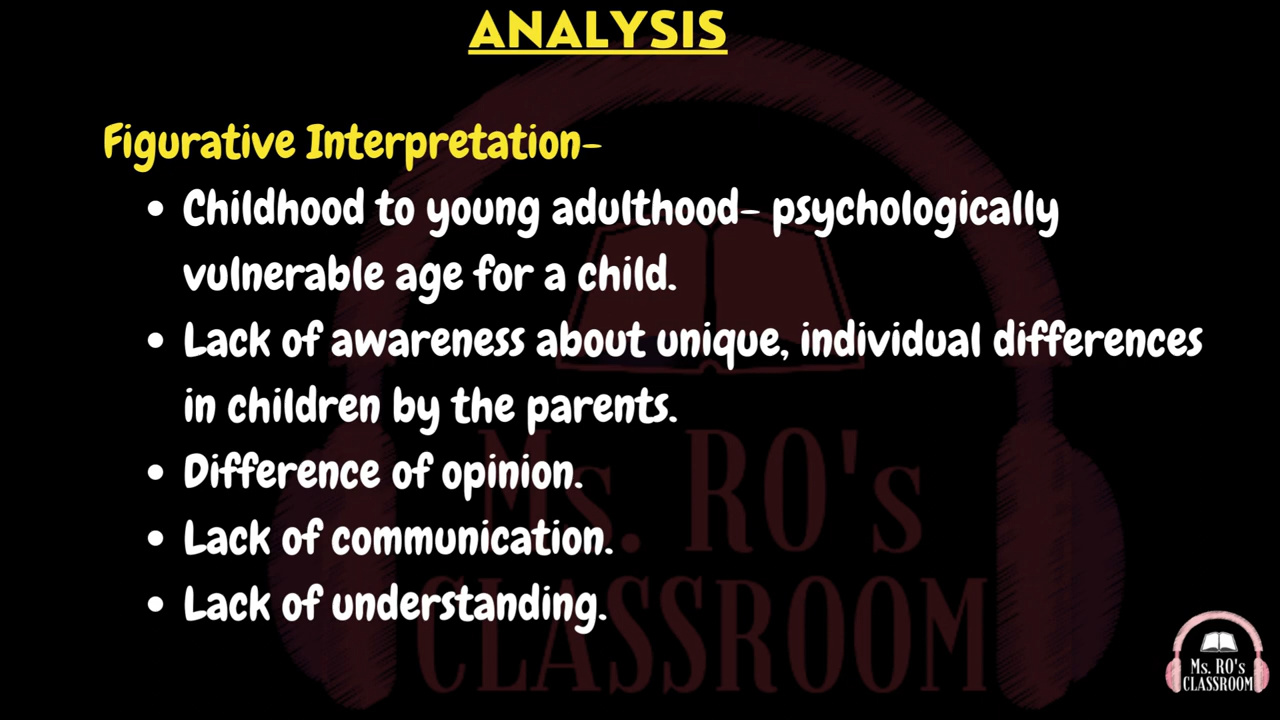 ANALYSIS
Figurative Interpretation-
• Childhood to young adulthood- psychologically
vulnerable age for a child.
• Lack of awareness about unique, individual differences
in children by the parents.
• Difference of opinion.
• Lack of communication.
• Lack of understanding.
Ms. RO's
CLASSROOM
Ms. RO's
CLASSROOM